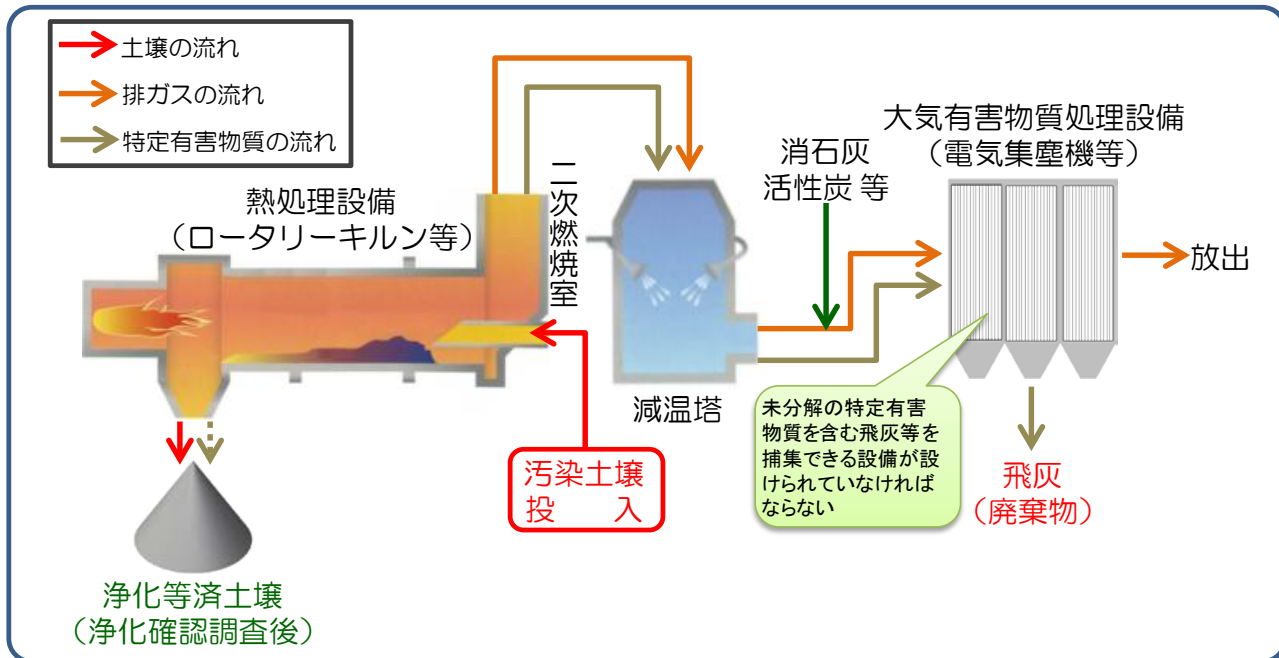 土壌の流れ
排ガスの流れ
特定有害物質の流れ
熱処理設備
（ロータリーキルン等）
二次燃焼室
消石灰
活性炭 等
大気有害物質処理設備
（電気集塵機等）
放出
減温塔
未分解の特定有害
物質を含む飛灰等を
捕集できる設備が設
けられていなければ
ならない
汚染土壌
投　　入
飛灰
（廃棄物）
浄化等済土壌
（浄化確認調査後）